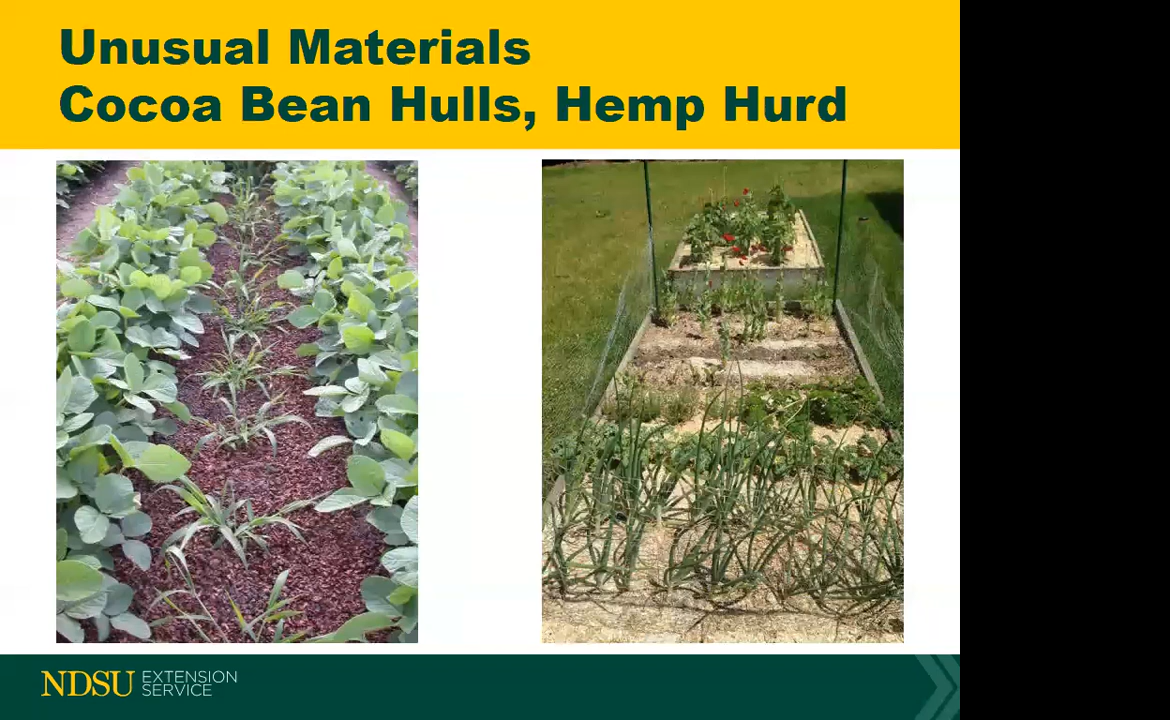 Unusual Materials
Cocoa Bean Hulls, Hemp Hurd
NDSU EXTENSION
SERVICE